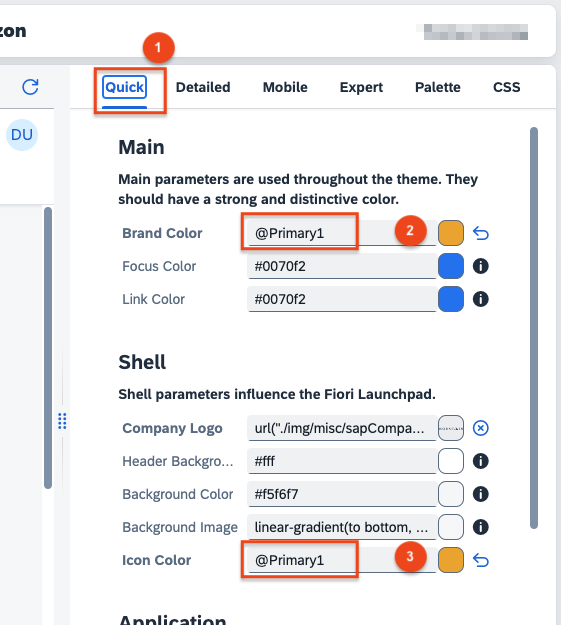 zon
1
Quick Detailed Mobile Expert Palette CSS
DU
Main
Main parameters are used throughout the theme. They
should have a strong and distinctive color.
Brand Color @Primary1 2
Focus Color #0070f2
Link Color #0070f2
Shell
Shell parameters influence the Fiori Launchpad.
Company Logo url("./img/misc/sapCompa...
Header Backgro... #fff
Background Color #f5f6f7
Background Image linear-gradient(to bottom, ...
Icon Color @Primary1 3
Application